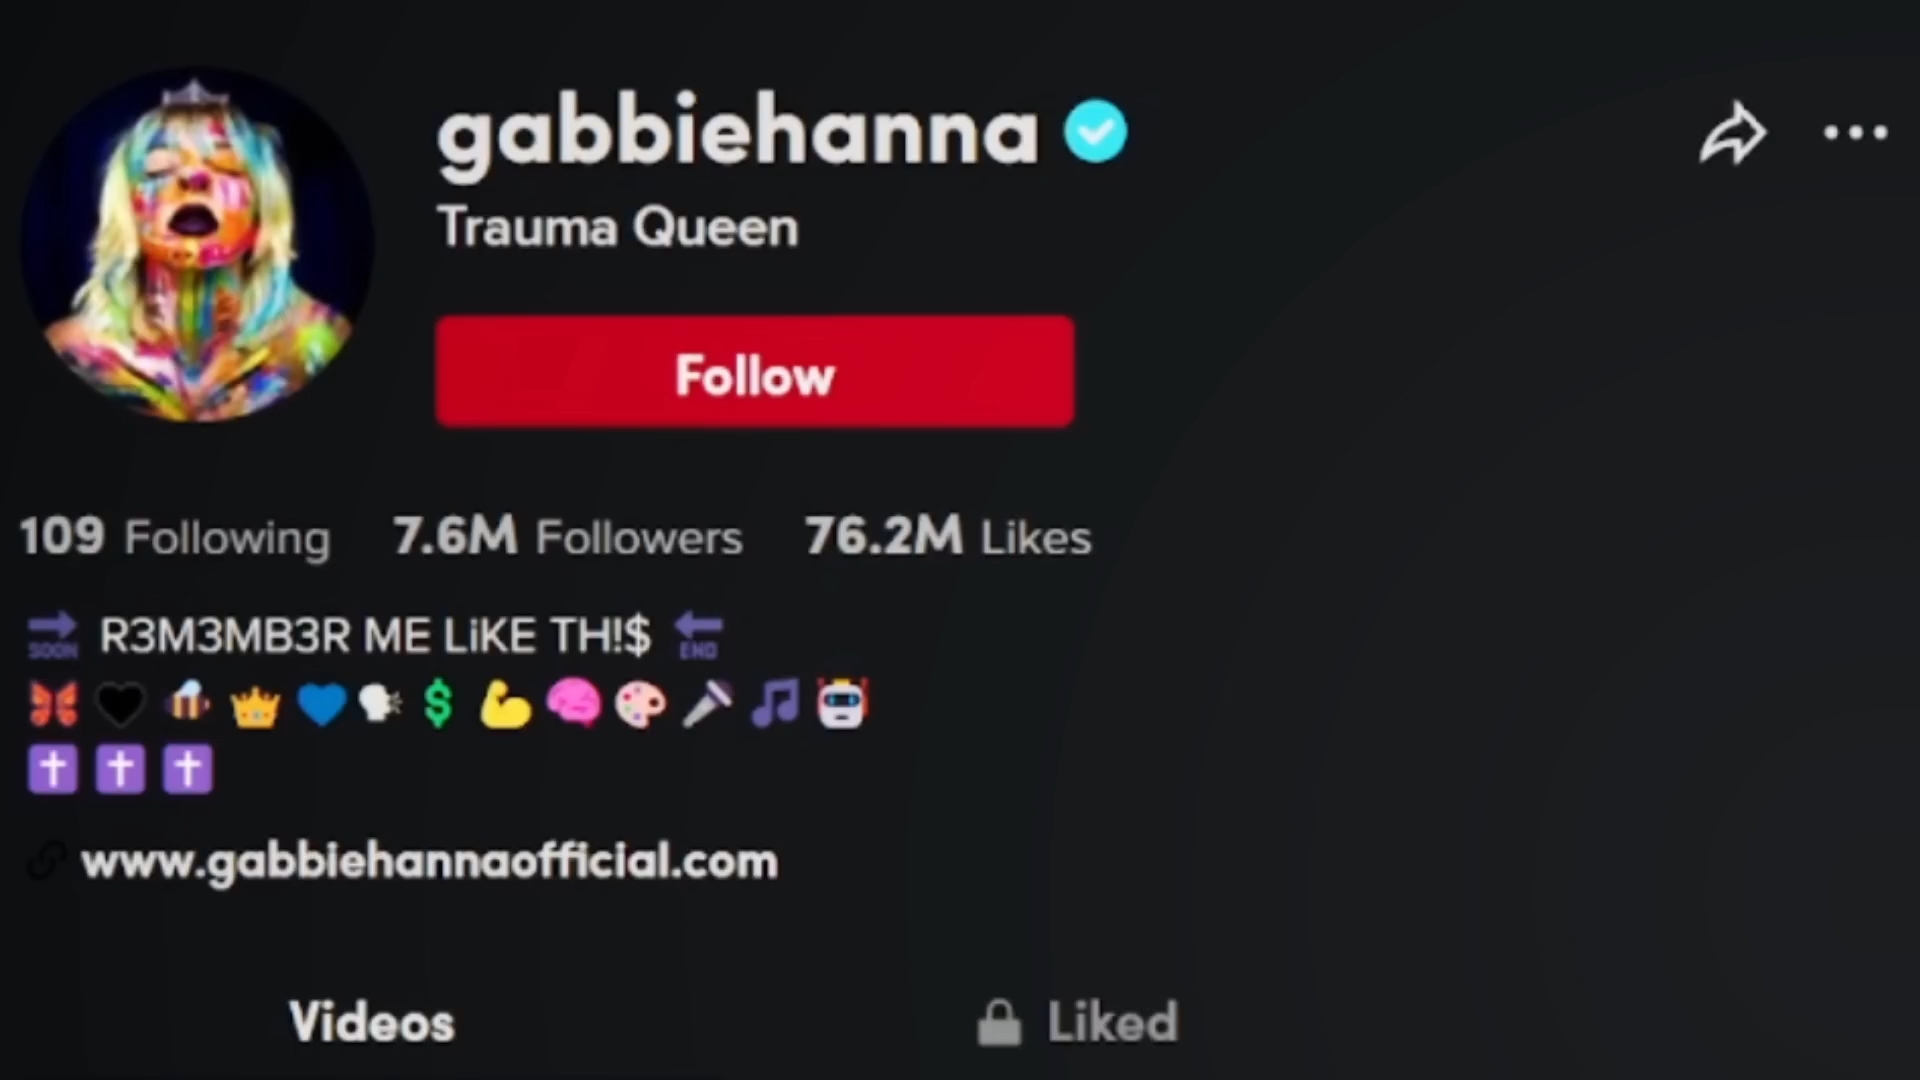 gabbiehanna
Trauma Queen
Follow
109 Following 7.6M Followers 76.2M Likes
🔜 R3M3MB3R ME LiKE TH!$ 🔚
www.gabbiehannaofficial.com
Videos Liked